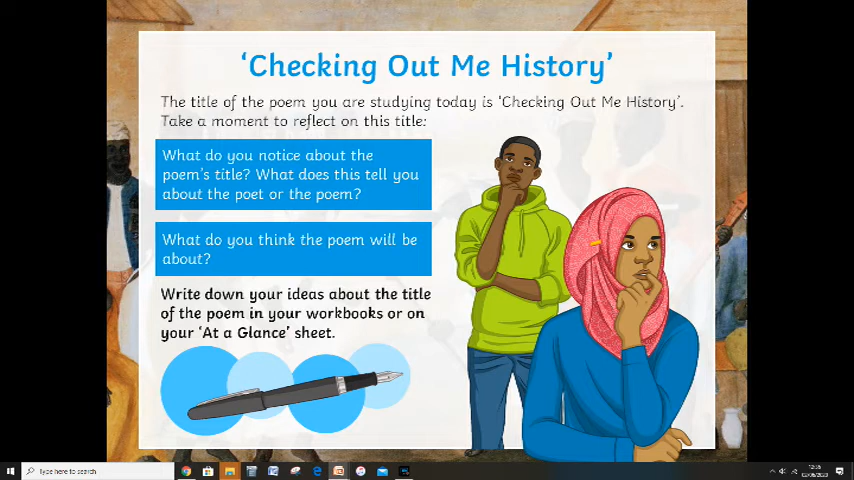 ‘Checking Out Me History’
The title of the poem you are studying today is ‘Checking Out Me History’.
Take a moment to reflect on this title:
What do you notice about the
poem’s title? What does this tell you
about the poet or the poem?
What do you think the poem will be
about?
Write down your ideas about the title
of the poem in your workbooks or on
your ‘At a Glance’ sheet.
Type here to search